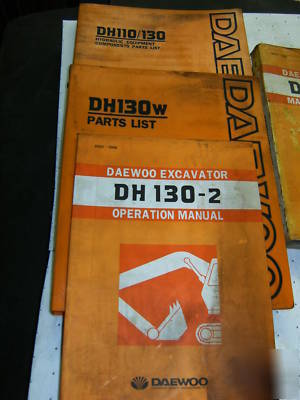 DH110/130
HYDRAULIC EQUIPMENT
COMPONENTS PARTS LIST
DAEWOO
DH130W
PARTS LIST
DAEWOO
DAEWOO EXCAVATOR
DH 130-2
OPERATION MANUAL
DAEWOO
DAEWOO
D